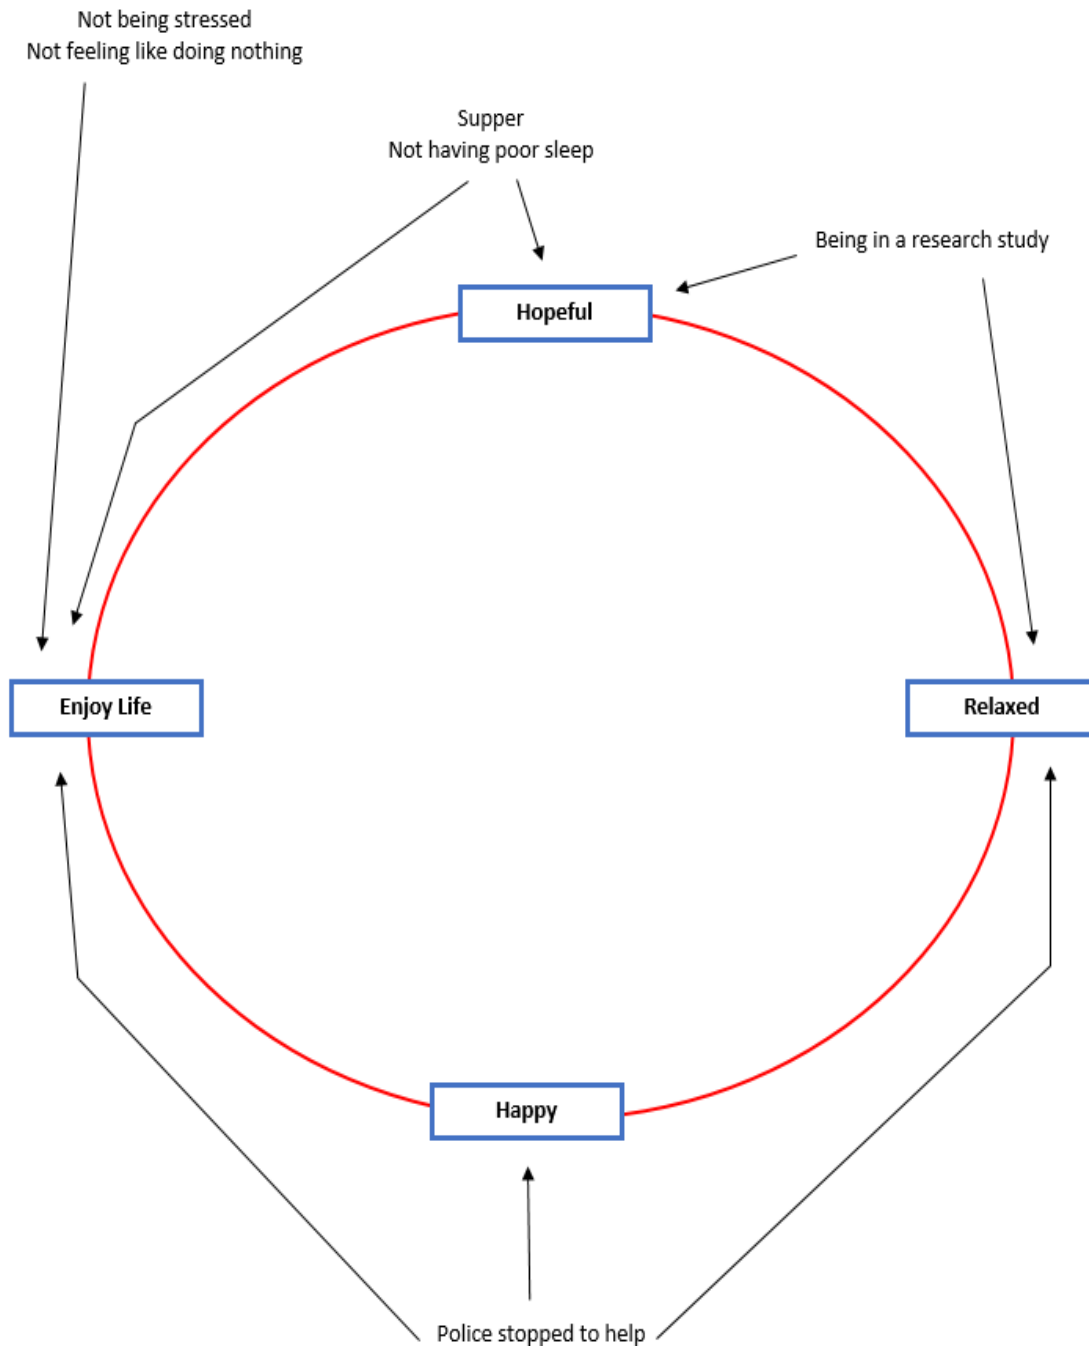 Not being stressed
Not feeling like doing nothing
Supper
Not having poor sleep
Being in a research study
Hopeful
Enjoy Life
Relaxed
Happy
Police stopped to help